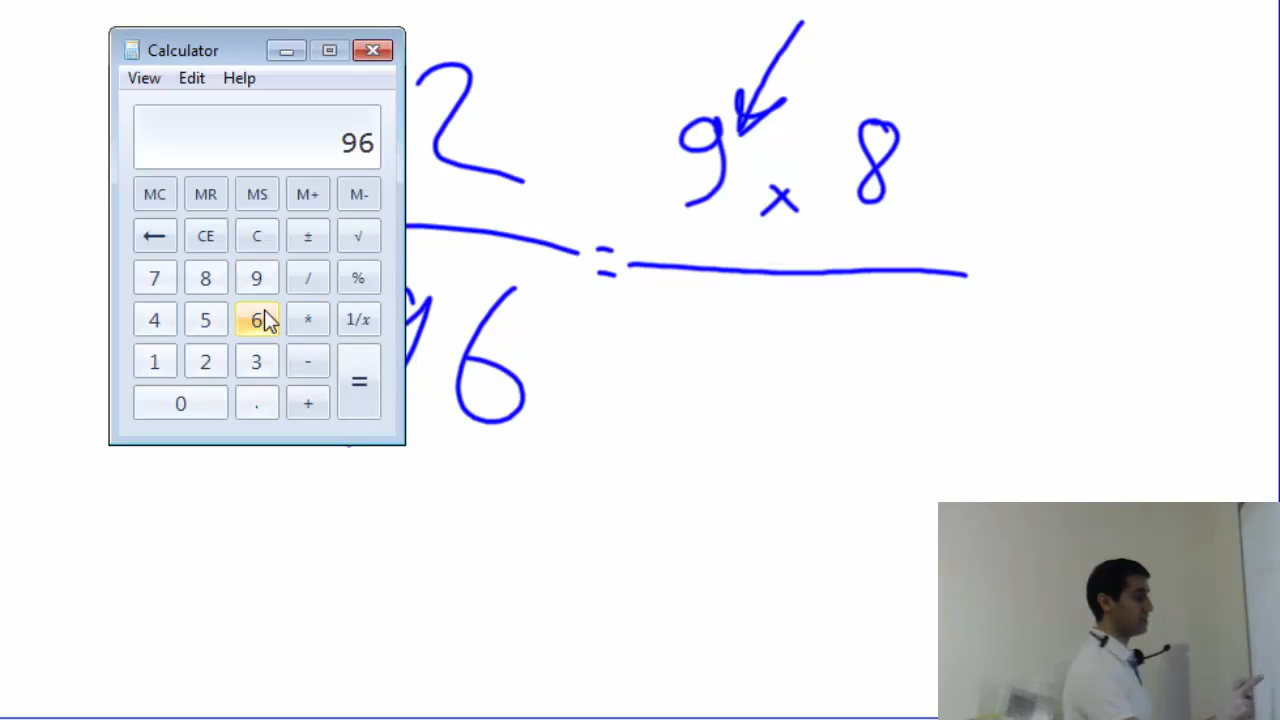 Calculator
View Edit Help
96
MC MR MS M+ M-
← CE C ± √
7 8 9 / %
4 5 6 * 1/x
1 2 3 - =
0 . +
2 = 9 x 8
6